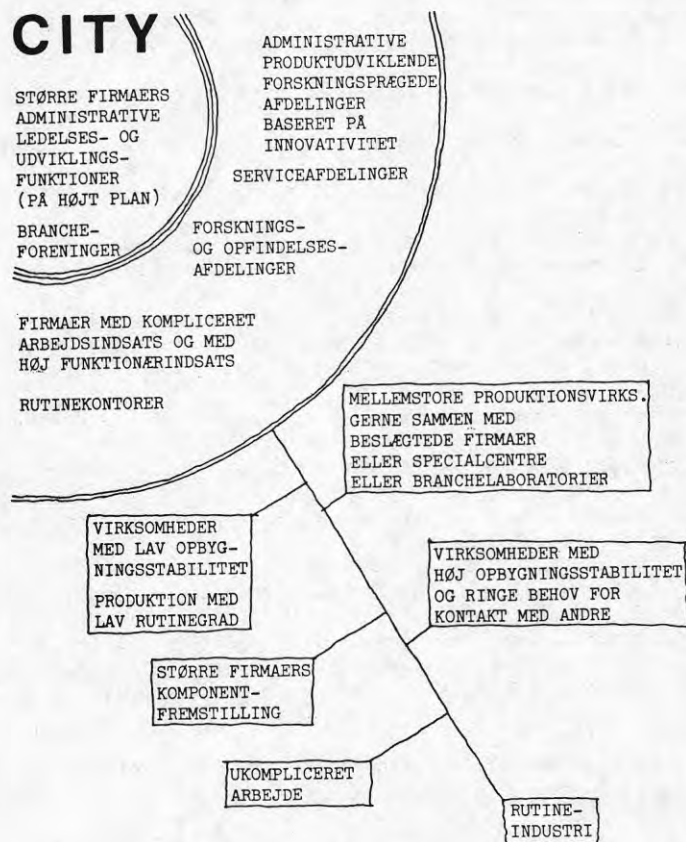 CITY
STØRRE FIRMAERS
ADMINISTRATIVE
LEDELSES- OG
UDVIKLINGS-
FUNKTIONER
(PÅ HØJT PLAN)
BRANCHE-
FORENINGER
ADMINISTRATIVE
PRODUKTUDVIKLENDE
FORSKNINGSPRÆGEDE
AFDELINGER
BASERET PÅ
INNOVATIVITET
SERVICEAFDELINGER
FORSKNINGS-
OG OPFINDELSES-
AFDELINGER
FIRMAER MED KOMPLICERET
ARBEJDSINDSATS OG MED
HØJ FUNKTIONÆRINDSATS
RUTINEKONTORER
MELLEMSTORE PRODUKTIONSVIRKS.
GERNE SAMMEN MED
BESLÆGTEDE FIRMAER
ELLER SPECIALCENTRE
ELLER BRANCHELABORATORIER
VIRKSOMHEDER
MED LAV OPBYG-
NINGSSTABILITET
PRODUKTION MED
LAV RUTINEGRAD
VIRKSOMHEDER MED
HØJ OPBYGNINGSSTABILITET
OG RINGE BEHOV FOR
KONTAKT MED ANDRE
STØRRE FIRMAERS
KOMPONENT-
FREMSTILLING
UKOMPLICERET
ARBEJDE
RUTINE-
INDUSTRI